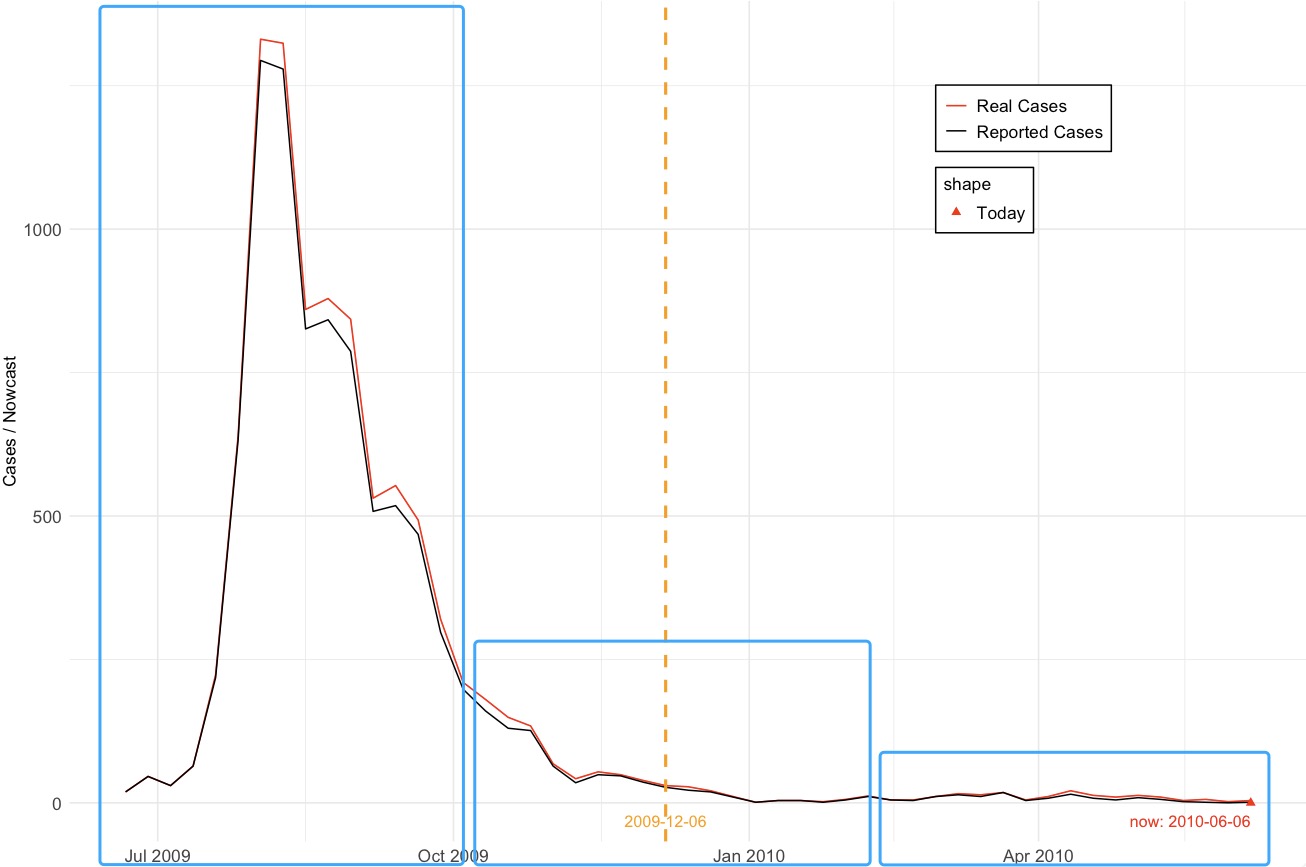 Cases / Nowcast
1000
500
0
Real Cases
Reported Cases
shape
Today
2009-12-06
now: 2010-06-06
Jul 2009
Oct 2009
Jan 2010
Apr 2010